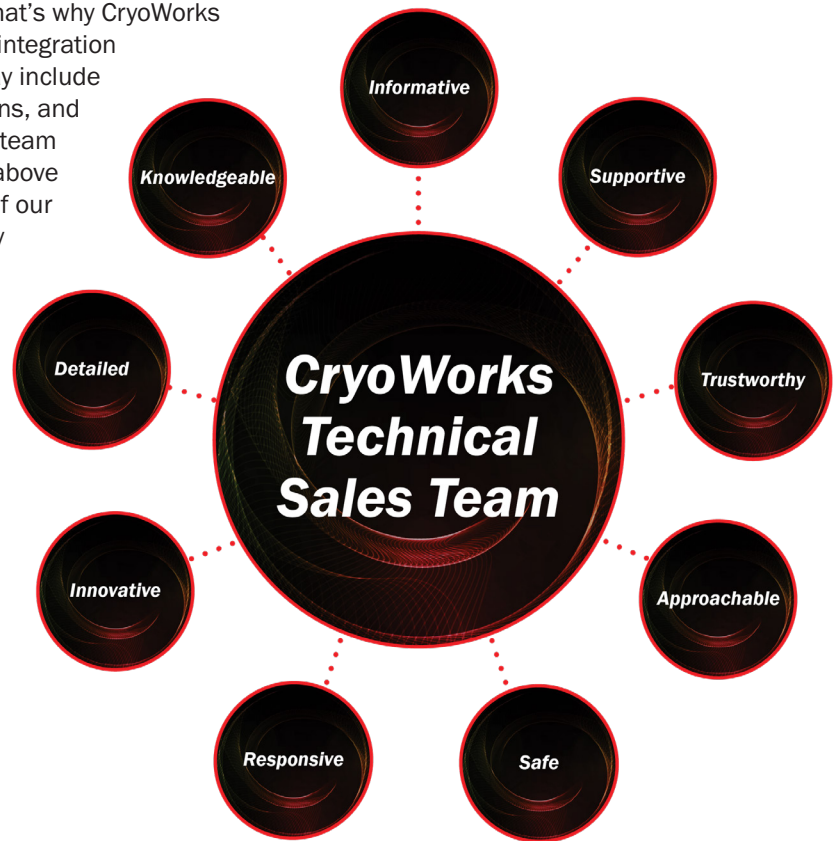 hat's why CryoWorks
integration
y include
ns, and
team
above
f our
y
Informative
Knowledgeable
Supportive
Detailed
Trustworthy
CryoWorks
Technical
Sales Team
Innovative
Approachable
Responsive
Safe